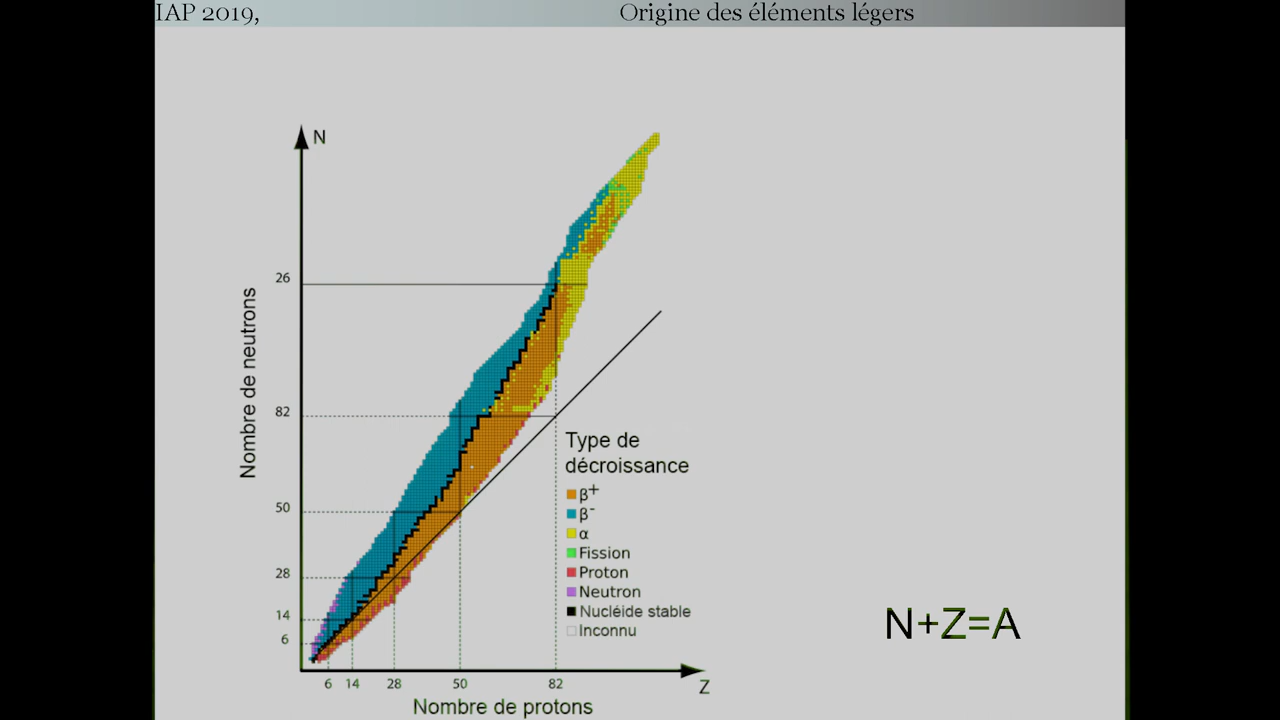 IAP 2019,
Origine des éléments légers
N
26
Nombre de neutrons
82
Type de
décroissance
β+
50
β-
α
Fission
28
Proton
Neutron
14
Nucléide stable
6
Inconnu
N+Z=A
6 14 28 50 82 Z
Nombre de protons